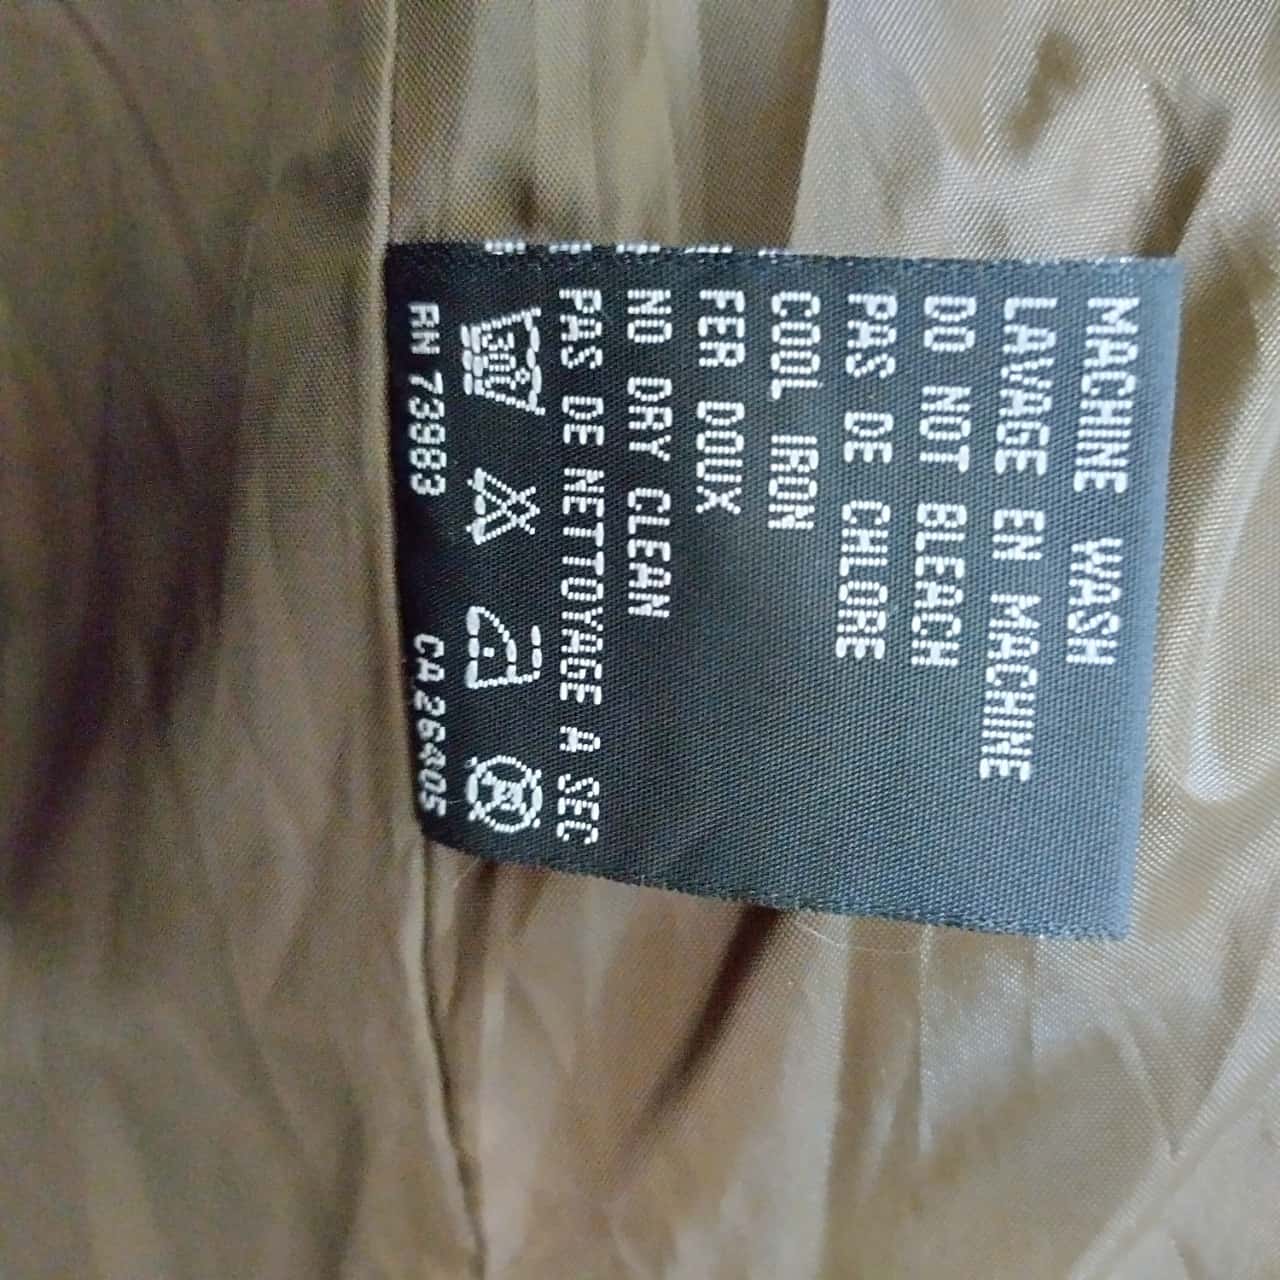 MACHINE WASH
LAVAGE EN MACHINE
DO NOT BLEACH
PAS DE CHLORE
COOL IRON
FER DOUX
NO DRY CLEAN
PAS DE NETTOYAGE A SEC
30°
RN 73983 CA 26405